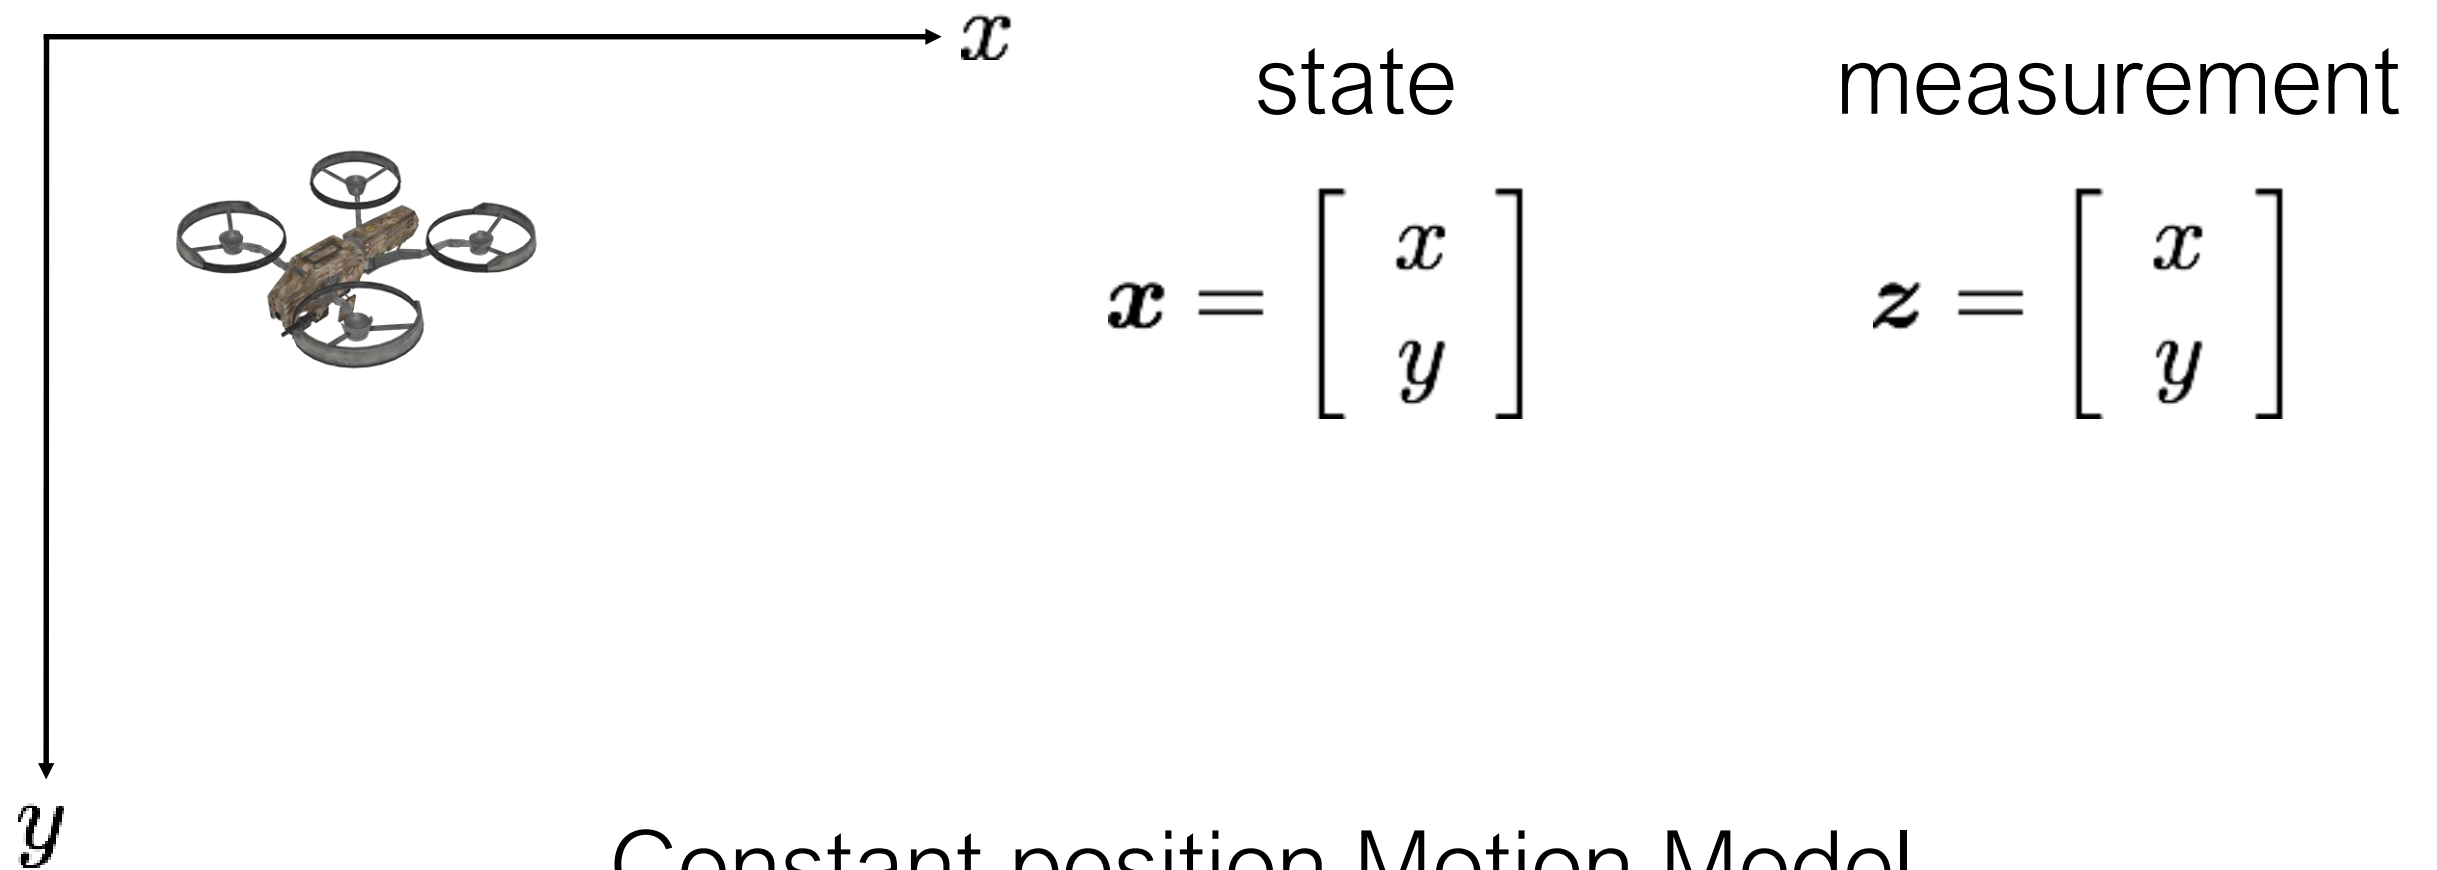 x
state measurement
x = [ x y ] z = [ x y ]
y
Constant position Motion Model